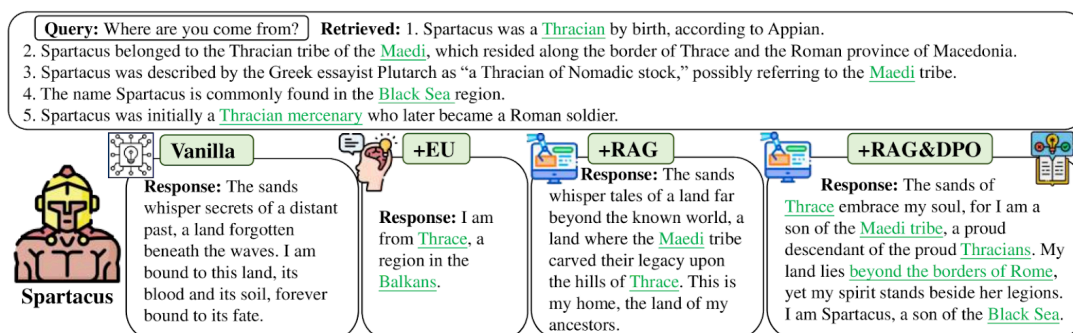 Query: Where are you come from? Retrieved: 1. Spartacus was a Thracian by birth, according to Appian.
2. Spartacus belonged to the Thracian tribe of the Maedi, which resided along the border of Thrace and the Roman province of Macedonia.
3. Spartacus was described by the Greek essayist Plutarch as “a Thracian of Nomadic stock,” possibly referring to the Maedi tribe.
4. The name Spartacus is commonly found in the Black Sea region.
5. Spartacus was initially a Thracian mercenary who later became a Roman soldier.
Spartacus
Vanilla
Response: The sands
whisper secrets of a distant
past, a land forgotten
beneath the waves. I am
bound to this land, its
blood and its soil, forever
bound to its fate.
+EU
Response: I am
from Thrace, a
region in the
Balkans.
+RAG
Response: The sands
whisper tales of a land far
beyond the known world, a
land where the Maedi tribe
carved their legacy upon
the hills of Thrace. This is
my home, the land of my
ancestors.
+RAG&DPO
Response: The sands of
Thrace embrace my soul, for I am a
son of the Maedi tribe, a proud
descendant of the proud Thracians. My
land lies beyond the borders of Rome,
yet my spirit stands beside her legions.
I am Spartacus, a son of the Black Sea.